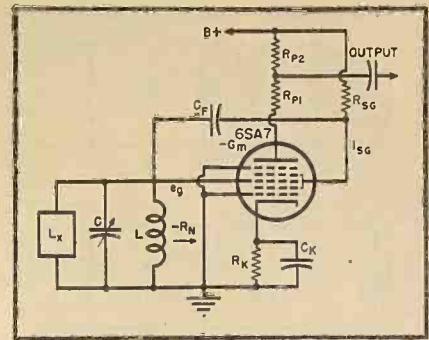 B+
OUTPUT
RP2
RP1
RSG
CF
6SA7
-Gm
ISG
eg
LX
C
L
-RN
RK
CK